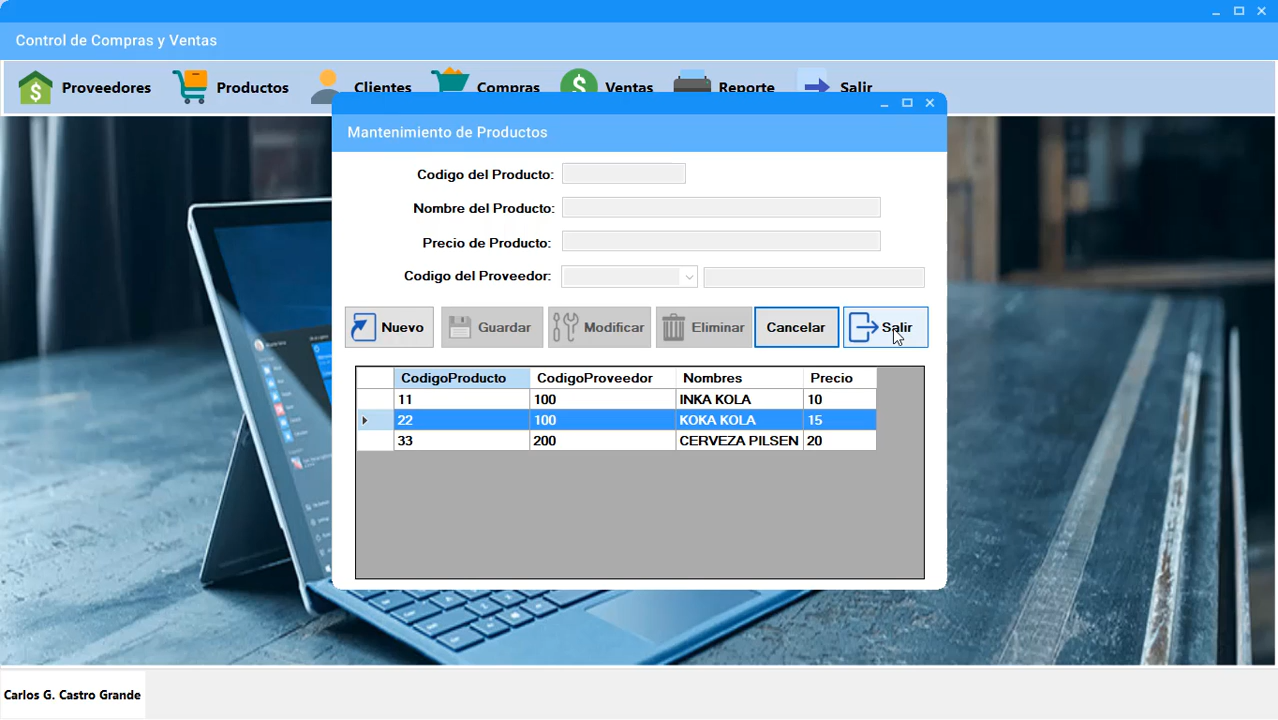 Control de Compras y Ventas
Proveedores Productos Clientes Compras Ventas Reporte Salir
Mantenimiento de Productos
Codigo del Producto:
Nombre del Producto:
Precio de Producto:
Codigo del Proveedor:
Nuevo Guardar Modificar Eliminar Cancelar Salir
CodigoProducto CodigoProveedor Nombres Precio
11 100 INKA KOLA 10
22 100 KOKA KOLA 15
33 200 CERVEZA PILSEN 20
Carlos G. Castro Grande